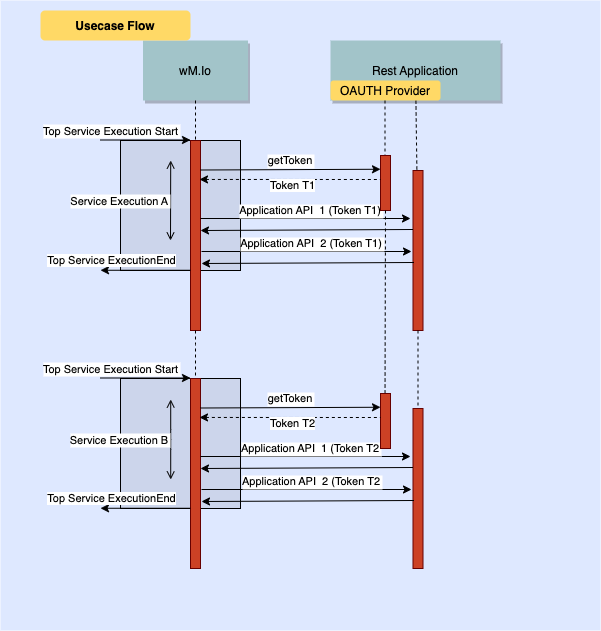 Usecase Flow
wM.Io
Rest Application
OAUTH Provider
Top Service Execution Start
getToken
Token T1
Service Execution A
Application API  1 (Token T1)
Application API  2 (Token T1)
Top Service ExecutionEnd
Top Service Execution Start
getToken
Token T2
Service Execution B
Application API  1 (Token T2
Application API  2 (Token T2
Top Service ExecutionEnd